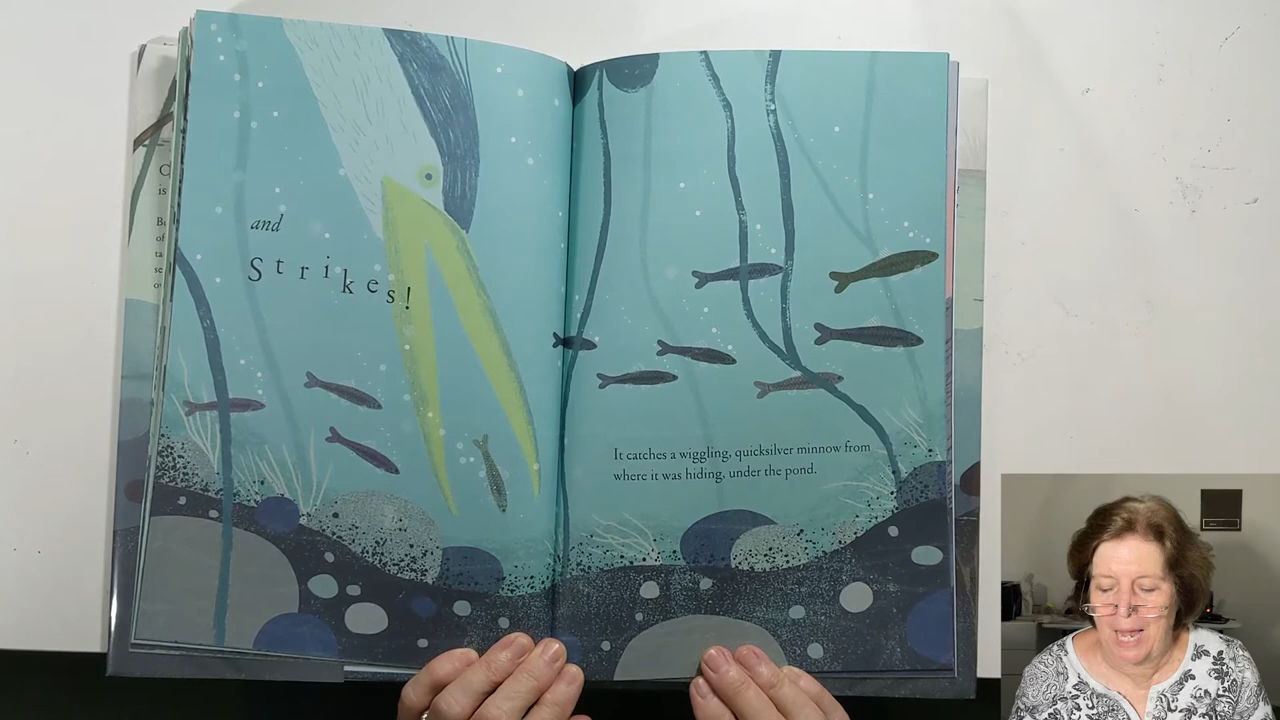 and
Strikes!
It catches a wiggling, quicksilver minnow from
where it was hiding, under the pond.